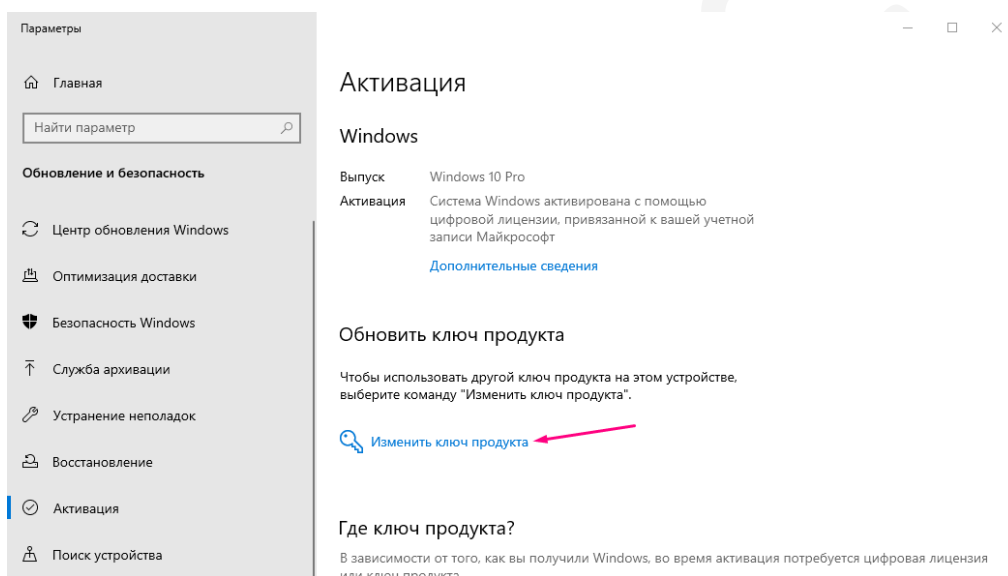 Параметры
Главная
Найти параметр
Обновление и безопасность
Центр обновления Windows
Оптимизация доставки
Безопасность Windows
Служба архивации
Устранение неполадок
Восстановление
Активация
Поиск устройства
Активация
Windows
Выпуск Windows 10 Pro
Активация Система Windows активирована с помощью
цифровой лицензии, привязанной к вашей учетной
записи Майкрософт
Дополнительные сведения
Обновить ключ продукта
Чтобы использовать другой ключ продукта на этом устройстве,
выберите команду "Изменить ключ продукта".
Изменить ключ продукта
Где ключ продукта?
В зависимости от того, как вы получили Windows, во время активация потребуется цифровая лицензия
или ключ продукта